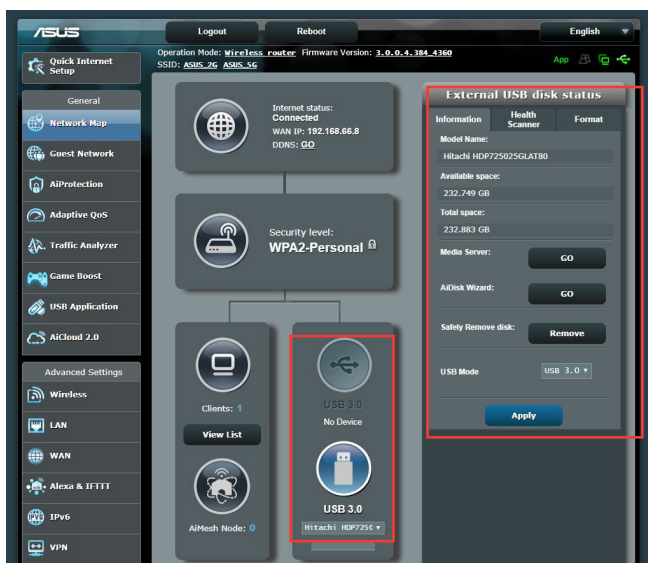 ASUS
Logout
Reboot
English
Operation Mode: Wireless router Firmware Version: 3.0.0.4.384_4360
SSID: ASUS_2G ASUS_5G
App
Quick Internet
Setup
General
Network Map
Guest Network
AiProtection
Adaptive QoS
Traffic Analyzer
Game Boost
USB Application
AiCloud 2.0
Advanced Settings
Wireless
LAN
WAN
Alexa & IFTTT
IPv6
VPN
Internet status:
Connected
WAN IP: 192.168.66.8
DDNS: GO
Security level:
WPA2-Personal
Clients: 1
View List
AiMesh Node: 0
USB 3.0
No Device
USB 3.0
Hitachi HDP725C
External USB disk status
Information
Health
Scanner
Format
Model Name:
Hitachi HDP725025GLAT80
Available space:
232.749 GB
Total space:
232.883 GB
Media Server:
GO
AiDisk Wizard:
GO
Safely Remove disk:
Remove
USB Mode
USB 3.0
Apply